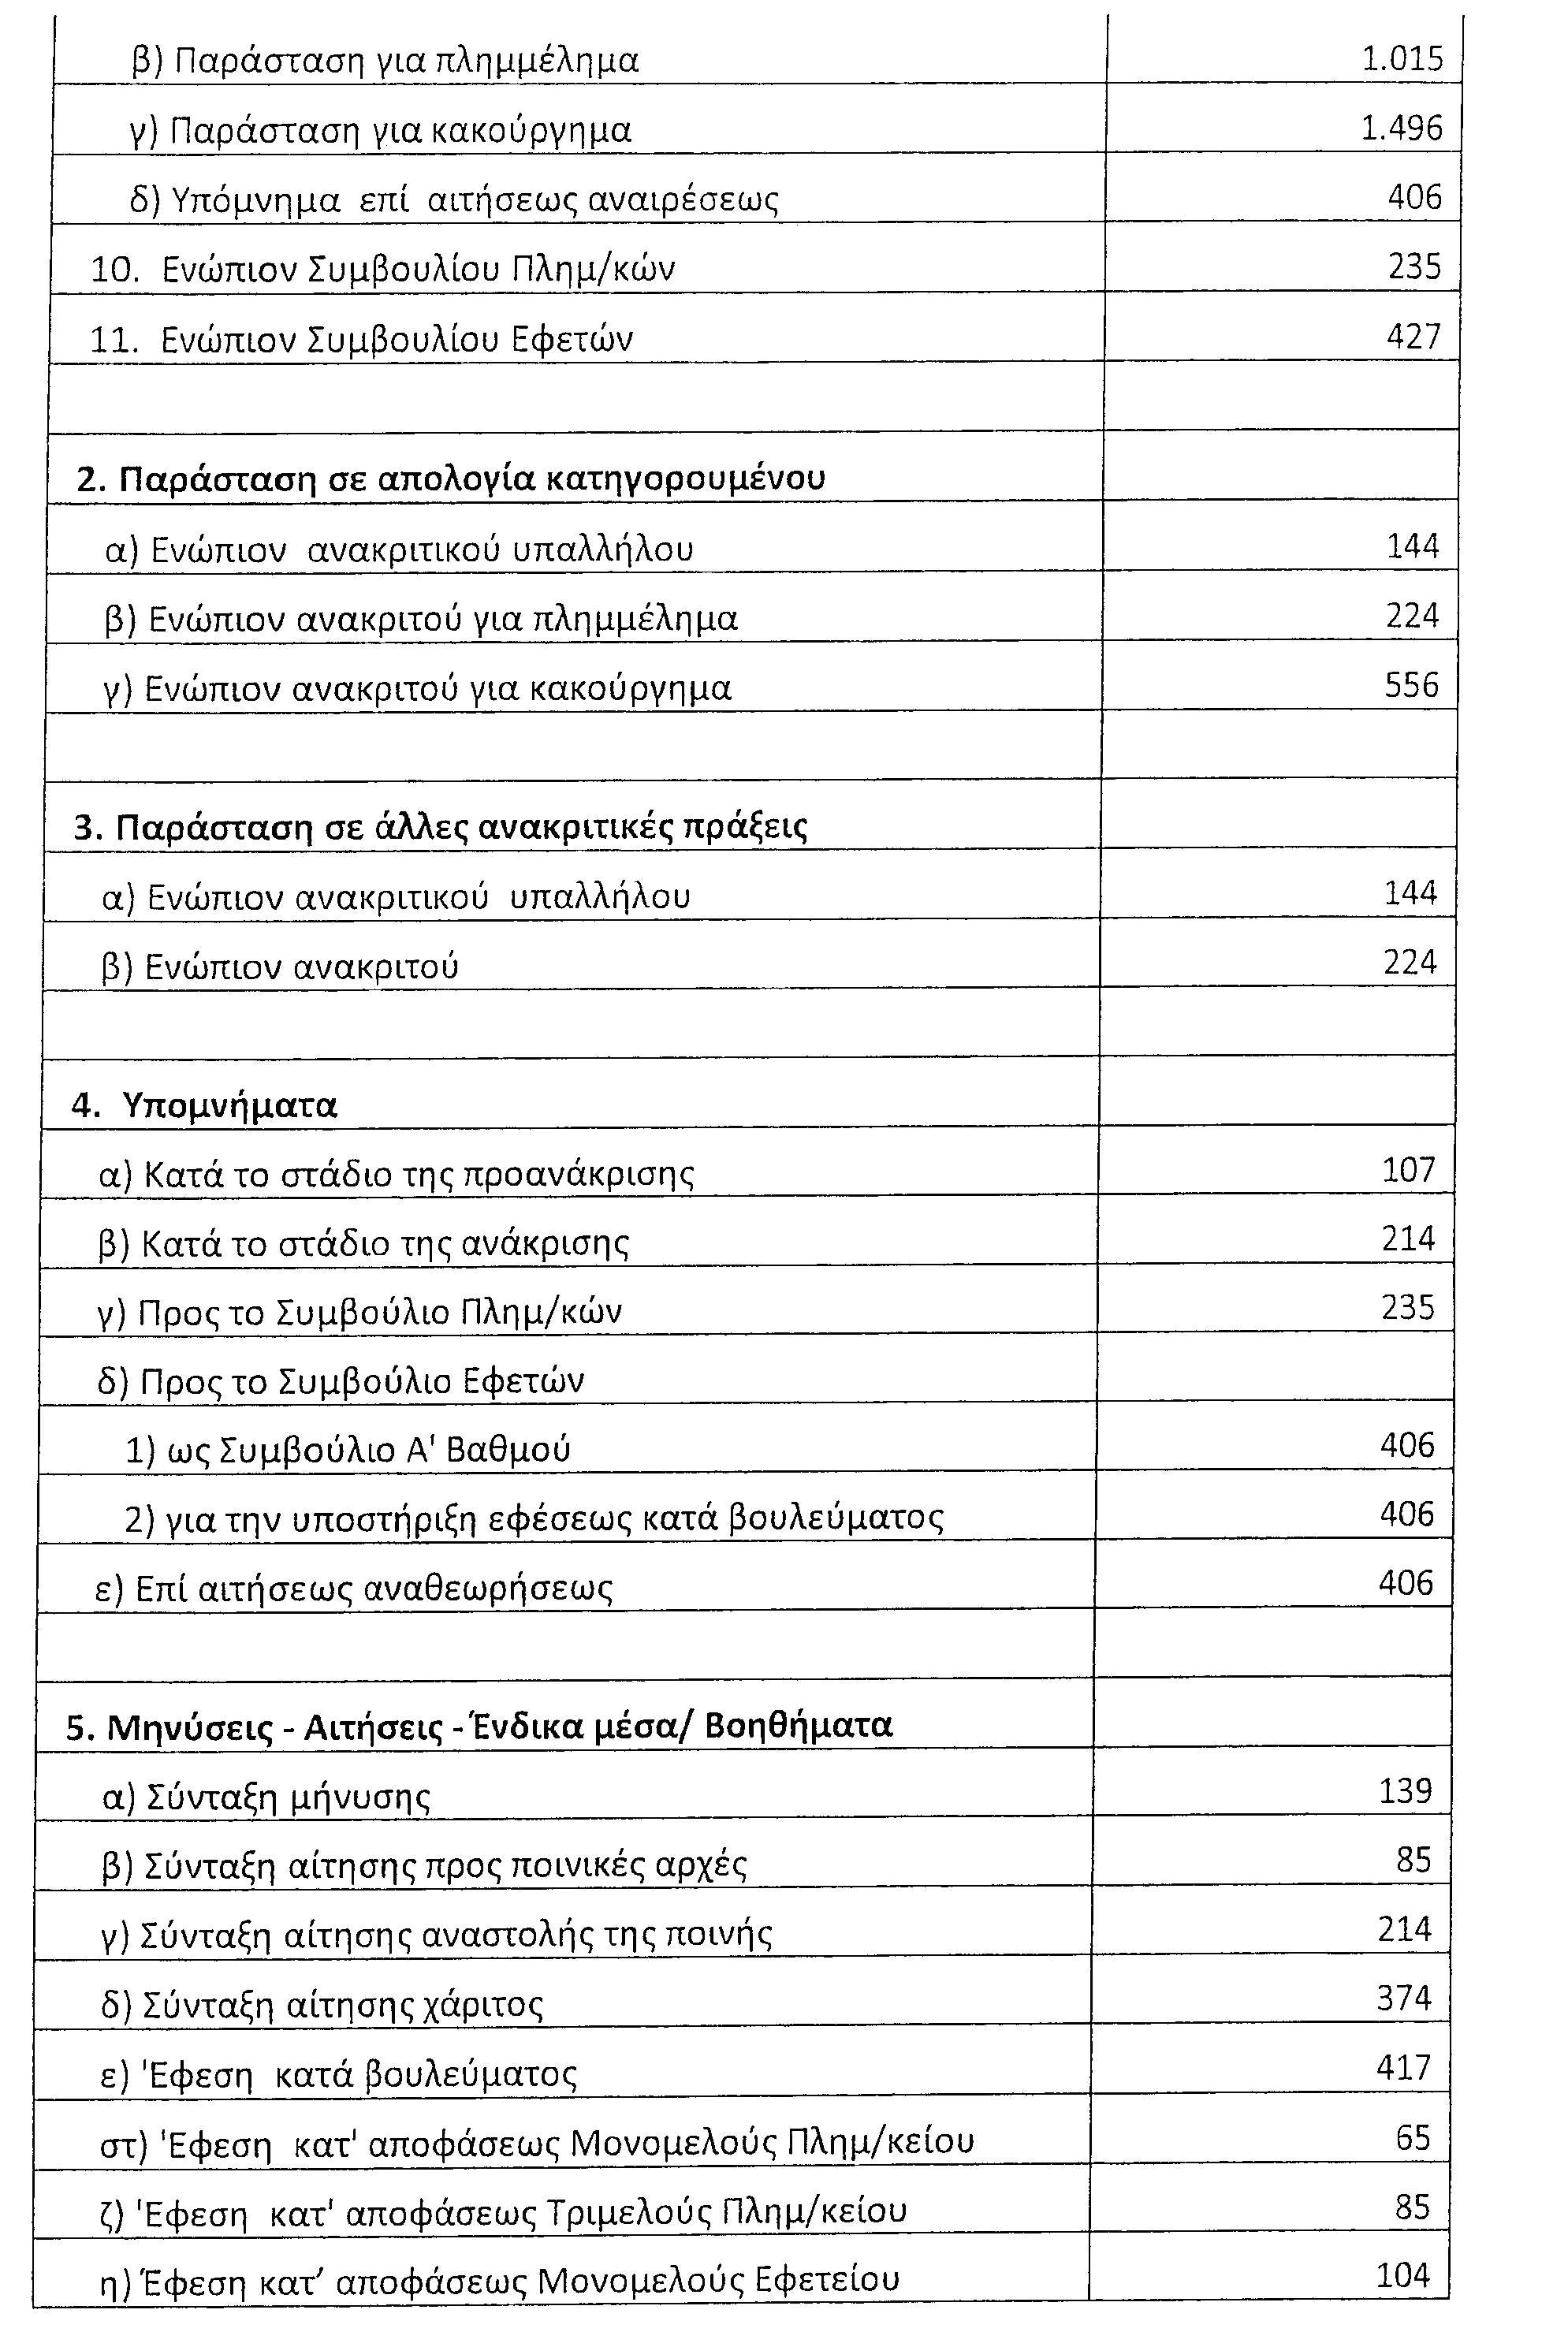 β) Παράσταση για πλημμέλημα 1.015
γ) Παράσταση για κακούργημα 1.496
δ) Υπόμνημα επί αιτήσεως αναιρέσεως 406
10. Ενώπιον Συμβουλίου Πλημ/κών 235
11. Ενώπιον Συμβουλίου Εφετών 427
2. Παράσταση σε απολογία κατηγορουμένου
α) Ενώπιον ανακριτικού υπαλλήλου 144
β) Ενώπιον ανακριτού για πλημμέλημα 224
γ) Ενώπιον ανακριτού για κακούργημα 556
3. Παράσταση σε άλλες ανακριτικές πράξεις
α) Ενώπιον ανακριτικού υπαλλήλου 144
β) Ενώπιον ανακριτού 224
4. Υπομνήματα
α) Κατά το στάδιο της προανάκρισης 107
β) Κατά το στάδιο της ανάκρισης 214
γ) Προς το Συμβούλιο Πλημ/κών 235
δ) Προς το Συμβούλιο Εφετών
1) ως Συμβούλιο Α' Βαθμού 406
2) για την υποστήριξη εφέσεως κατά βουλεύματος 406
ε) Επί αιτήσεως αναθεωρήσεως 406
5. Μηνύσεις - Αιτήσεις - Ένδικα μέσα/ Βοηθήματα
α) Σύνταξη μήνυσης 139
β) Σύνταξη αίτησης προς ποινικές αρχές 85
γ) Σύνταξη αίτησης αναστολής της ποινής 214
δ) Σύνταξη αίτησης χάριτος 374
ε) 'Εφεση κατά βουλεύματος 417
στ) 'Εφεση κατ' αποφάσεως Μονομελούς Πλημ/κείου 65
ζ) 'Εφεση κατ' αποφάσεως Τριμελούς Πλημ/κείου 85
η) Έφεση κατ' αποφάσεως Μονομελούς Εφετείου 104